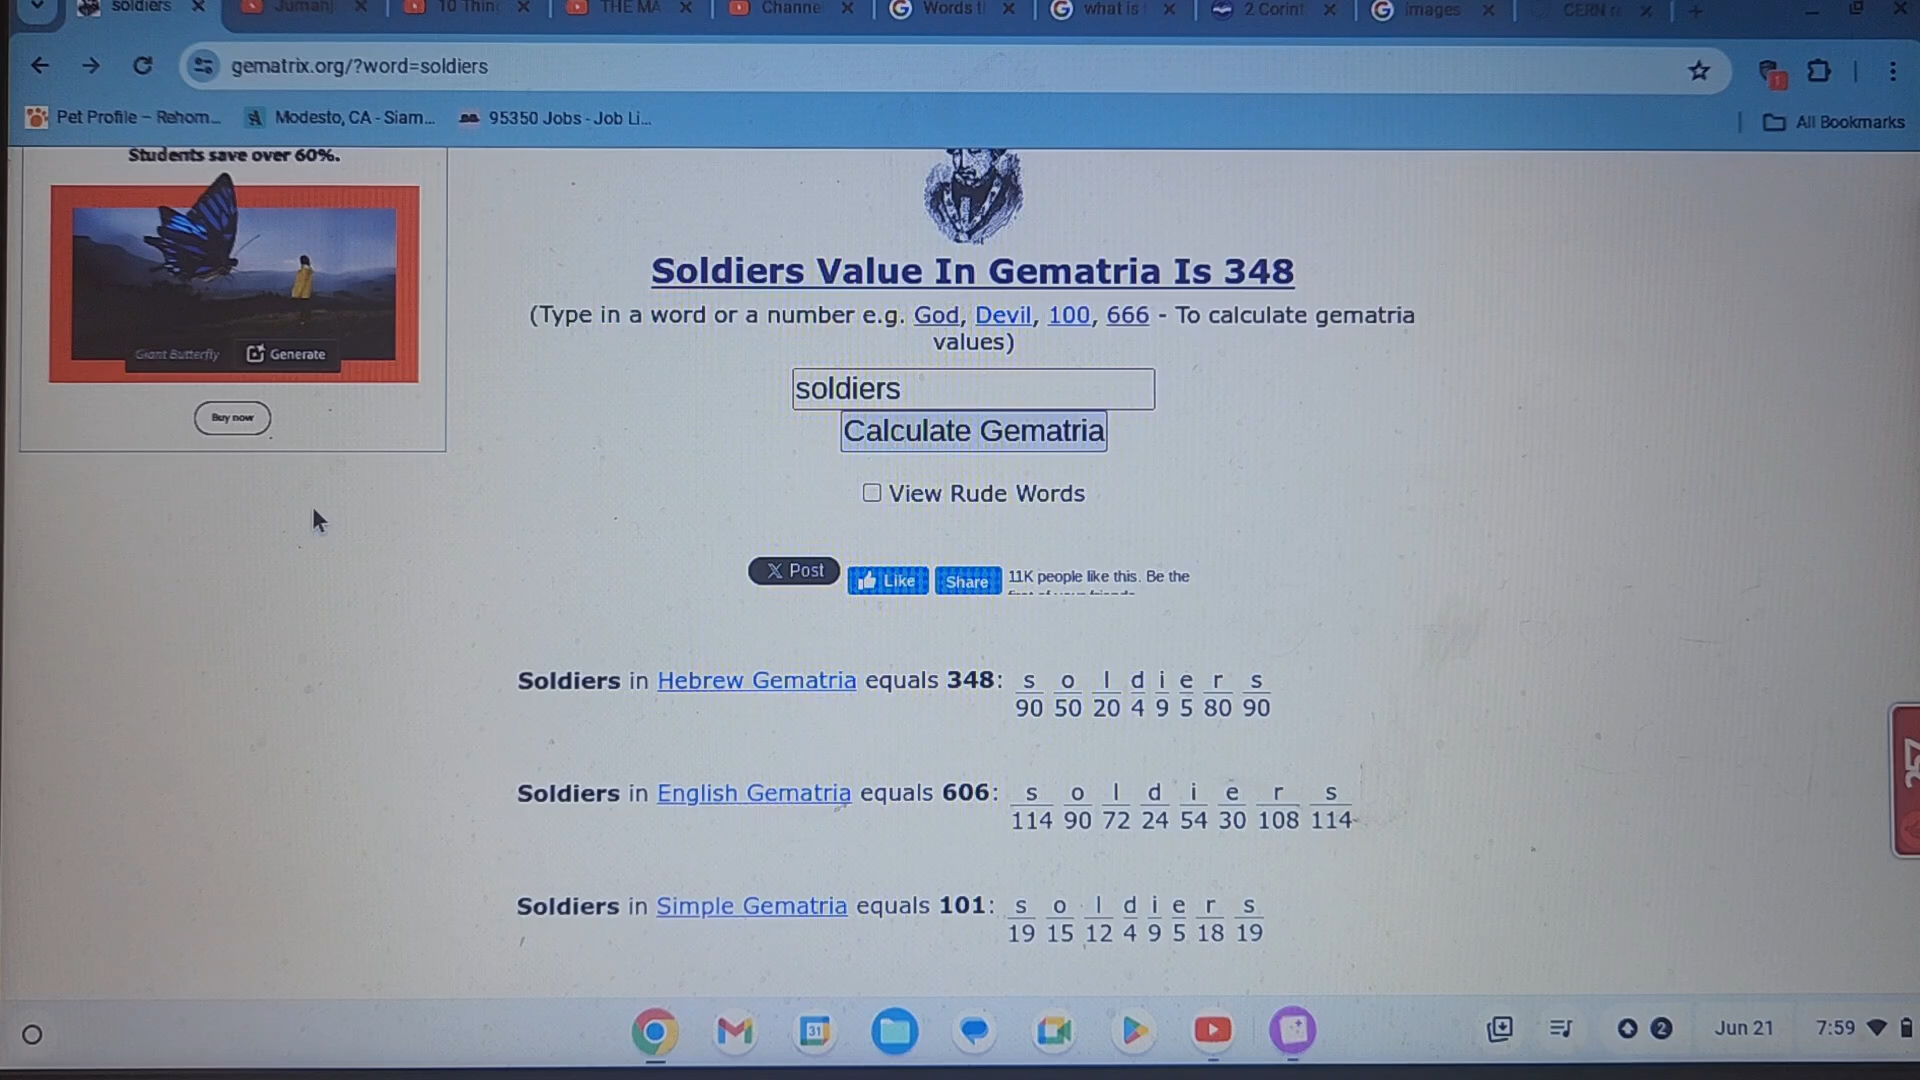 soldiers
Jumanj
10 Thin
THE MA
Channe
Words t
what is
2 Corint
images
CERN r
gematrix.org/?word=soldiers
1
Pet Profile – Rehom...
Modesto, CA - Siam...
95350 Jobs - Job Li...
All Bookmarks
Students save over 60%.
Giant Butterfly
Generate
Buy now
Soldiers Value In Gematria Is 348
(Type in a word or a number e.g. God, Devil, 100, 666 - To calculate gematria
values)
soldiers
Calculate Gematria
View Rude Words
X Post
Like
Share
11K people like this. Be the
Soldiers in Hebrew Gematria equals 348: s o l d i e r s
90 50 20 4 9 5 80 90
Soldiers in English Gematria equals 606: s o l d i e r s
114 90 72 24 54 30 108 114
Soldiers in Simple Gematria equals 101: s o l d i e r s
19 15 12 4 9 5 18 19
357
31
2
Jun 21
7:59